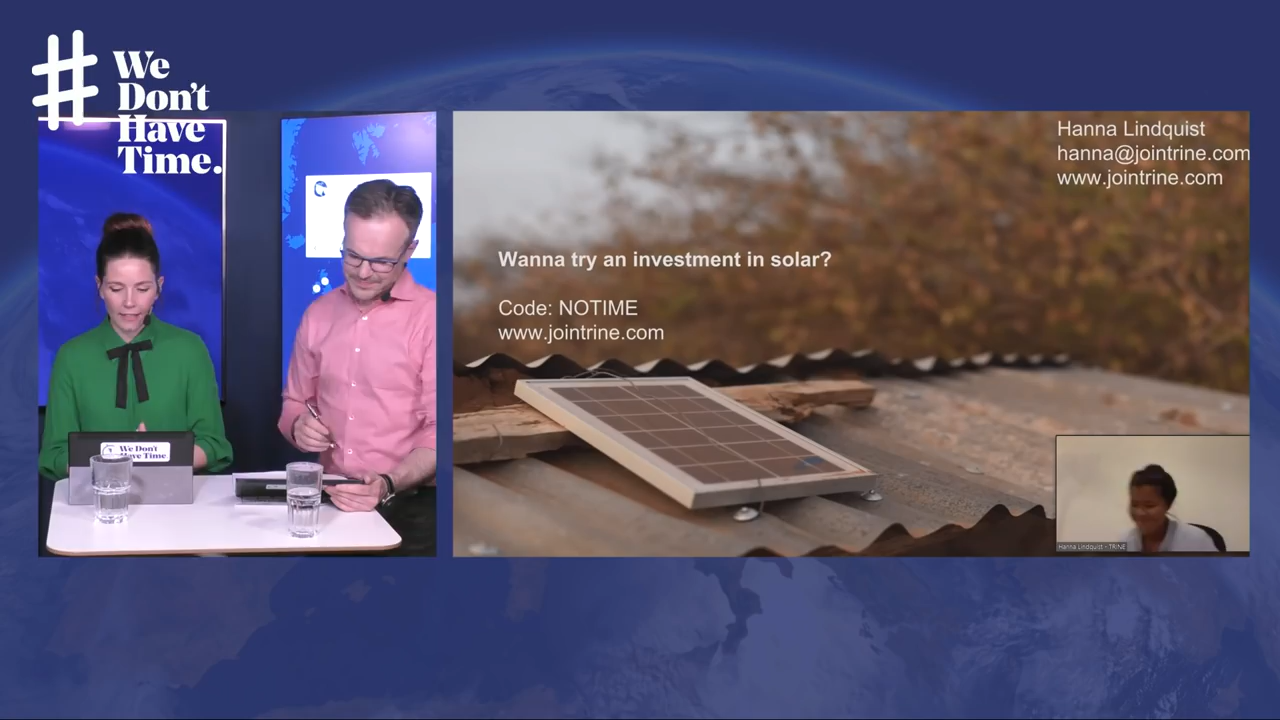 #
We
Don't
Have
Time.
Hanna Lindquist
hanna@jointrine.com
www.jointrine.com
Wanna try an investment in solar?
Code: NOTIME
www.jointrine.com
We Don't
Have Time
Hanna Lindquist - TRINE